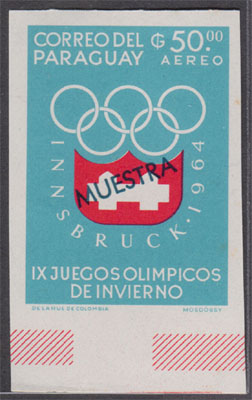 CORREO DEL
PARAGUAY
₲ 50.00
AEREO
INNSBRUCK · 1964
MUESTRA
IX JUEGOS OLIMPICOS
DE INVIERNO
DE LA RUE DE COLOMBIA
MOSCOSSY